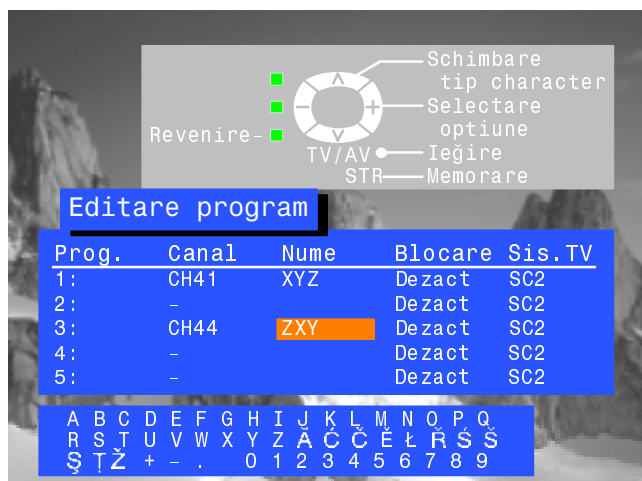 Schimbare
tip character
Selectare
optiune
Revenire
TV/AV Ieğire
STR Memorare
Editare program
Prog. Canal Nume Blocare Sis.TV
1: CH41 XYZ Dezact SC2
2: - Dezact SC2
3: CH44 ZXY Dezact SC2
4: - Dezact SC2
5: - Dezact SC2
A B C D E F G H I J K L M N O P Q
R S T U V W X Y Z Ă Ć Č Ě Ł Ř Ś Š
Ş Ţ Ž + - . 0 1 2 3 4 5 6 7 8 9